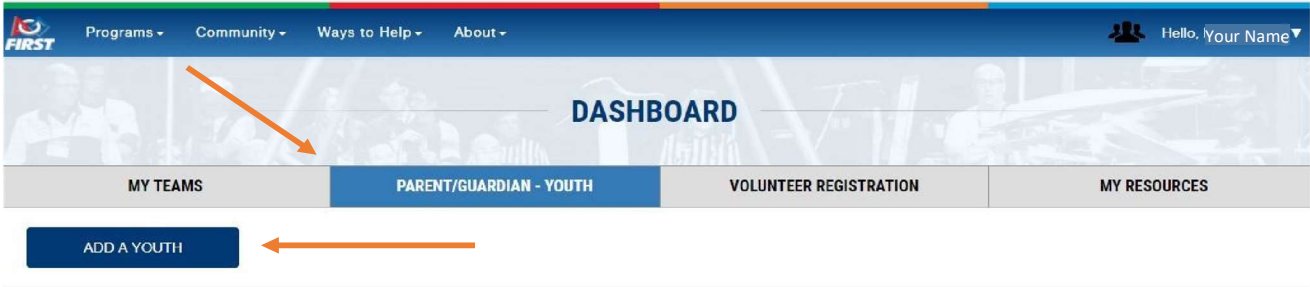 FIRST Programs Community Ways to Help About Hello, Your Name
DASHBOARD
MY TEAMS PARENT/GUARDIAN - YOUTH VOLUNTEER REGISTRATION MY RESOURCES
ADD A YOUTH